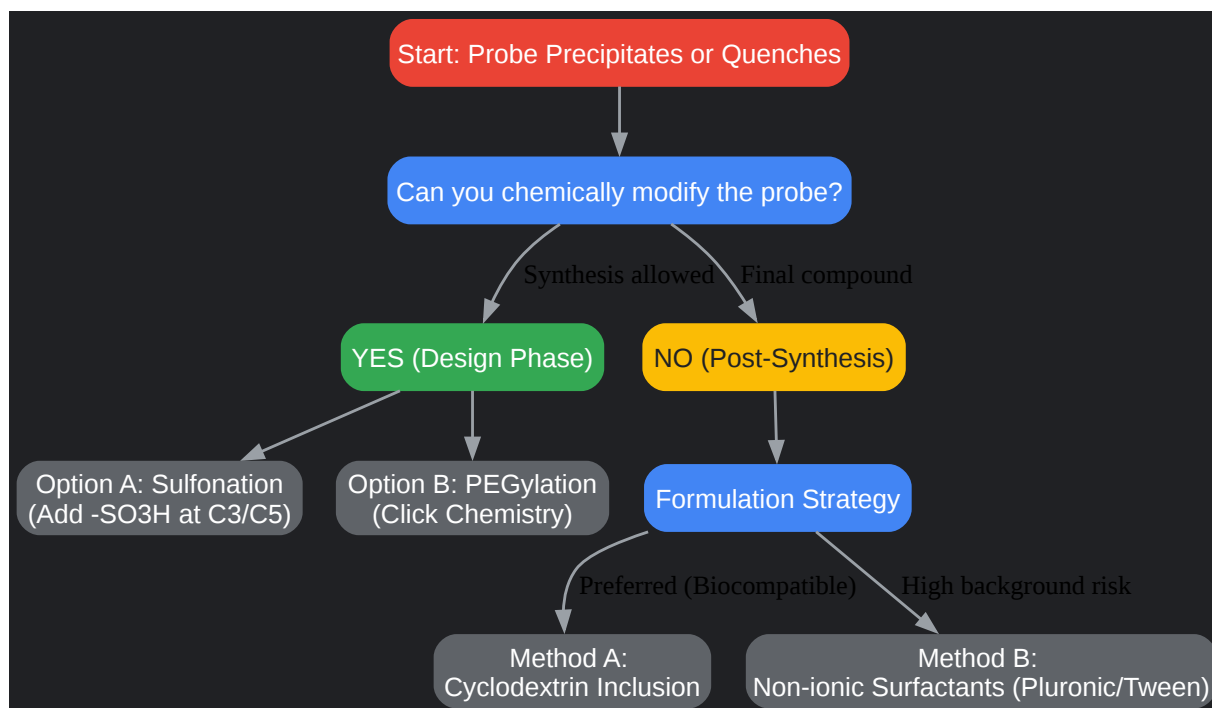 Start: Probe Precipitates or Quenches
Can you chemically modify the probe?
Synthesis allowed
Final compound
YES (Design Phase)
NO (Post-Synthesis)
Option A: Sulfonation
(Add -SO3H at C3/C5)
Option B: PEGylation
(Click Chemistry)
Formulation Strategy
Preferred (Biocompatible)
High background risk
Method A:
Cyclodextrin Inclusion
Method B:
Non-ionic Surfactants (Pluronic/Tween)